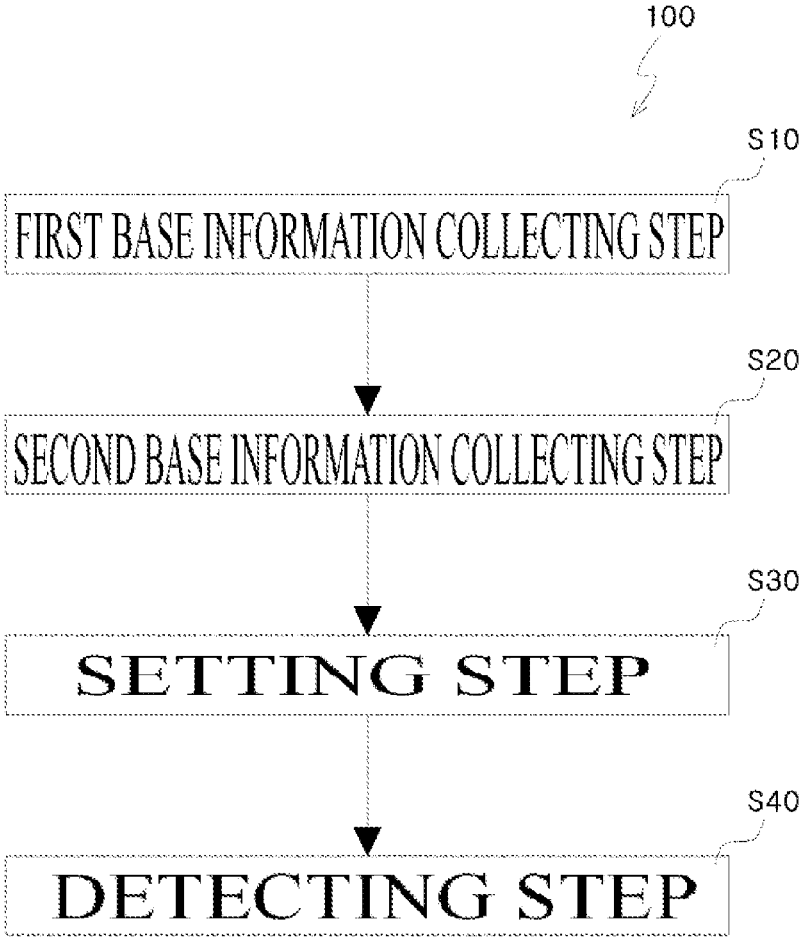 100
S10
FIRST BASE INFORMATION COLLECTING STEP
S20
SECOND BASE INFORMATION COLLECTING STEP
S30
SETTING STEP
S40
DETECTING STEP